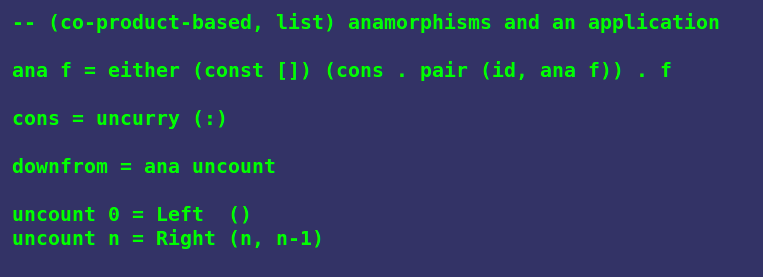 -- (co-product-based, list) anamorphisms and an application
ana f = either (const []) (cons . pair (id, ana f)) . f
cons = uncurry (:)
downfrom = ana uncount
uncount 0 = Left  ()
uncount n = Right (n, n-1)